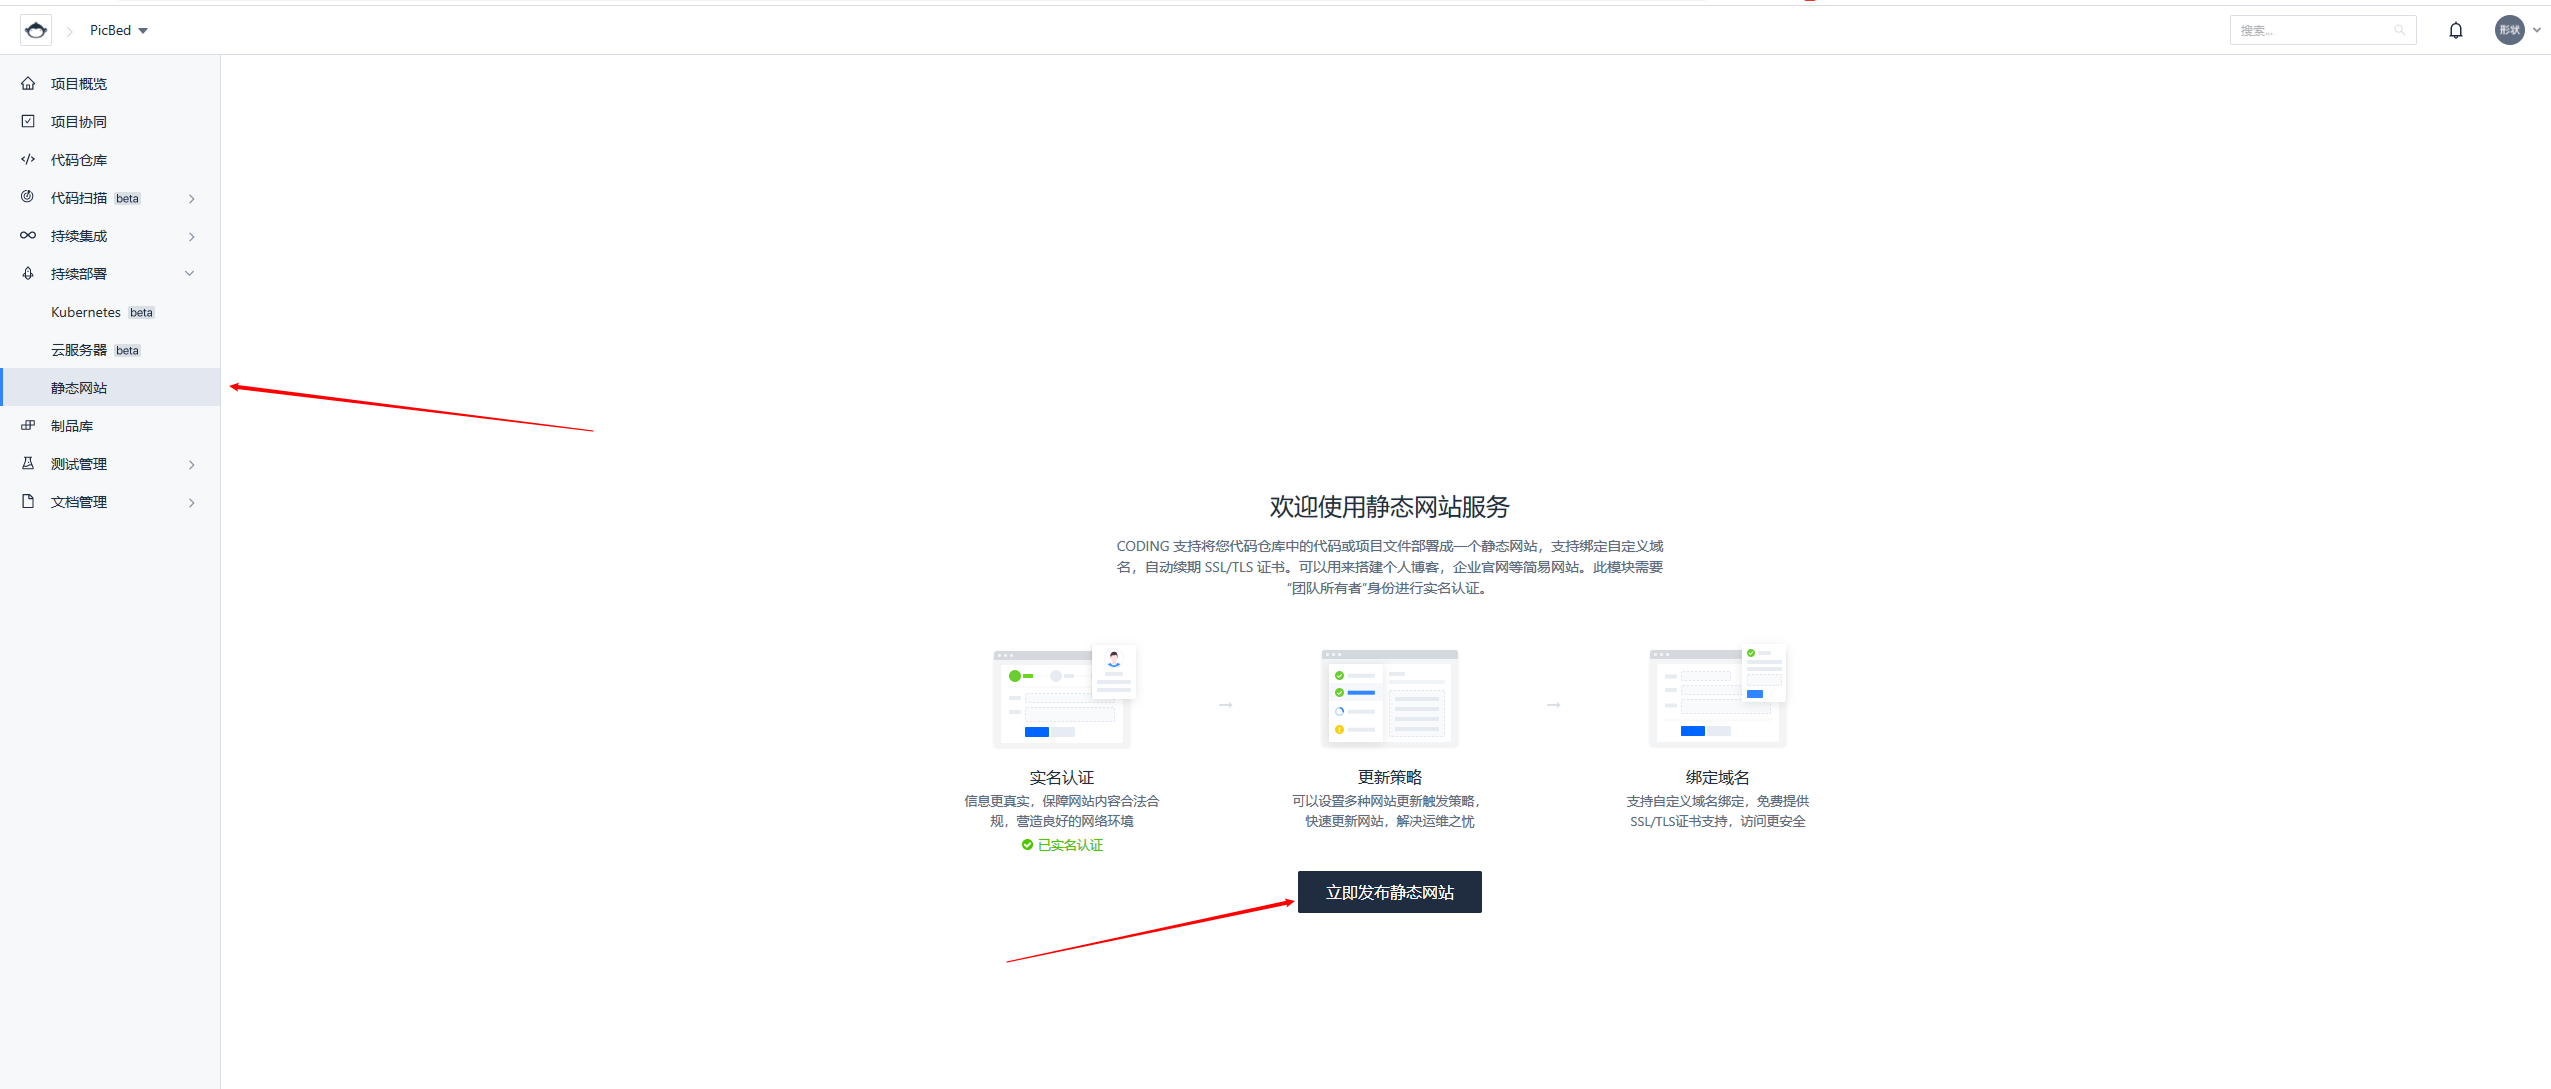 PicBed
搜索...
形状
项目概览
项目协同
代码仓库
代码扫描 beta
持续集成
持续部署
Kubernetes beta
云服务器 beta
静态网站
制品库
测试管理
文档管理
欢迎使用静态网站服务
CODING 支持将您代码仓库中的代码或项目文件部署成一个静态网站，支持绑定自定义域
名，自动续期 SSL/TLS 证书。可以用来搭建个人博客，企业官网等简易网站。此模块需要
“团队所有者”身份进行实名认证。
实名认证
信息更真实，保障网站内容合法合
规，营造良好的网络环境
已实名认证
更新策略
可以设置多种网站更新触发策略，
快速更新网站，解决运维之忧
绑定域名
支持自定义域名绑定，免费提供
SSL/TLS证书支持，访问更安全
立即发布静态网站